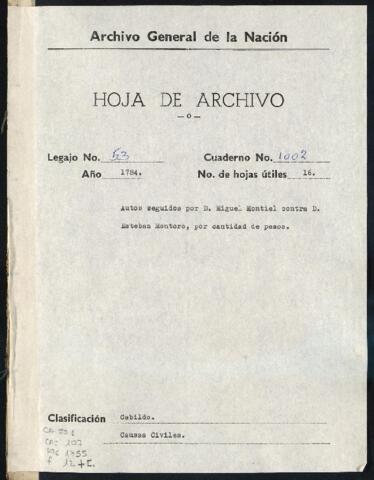 Archivo General de la Nación
HOJA DE ARCHIVO
—o—
Legajo No. 53 Cuaderno No. 1002
Año 1784. No. de hojas útiles 16.
Autos seguidos por D. Miguel Montiel contra D.
Esteban Montoro, por cantidad de pesos.
Clasificación Cabildo.
Causas Civiles.